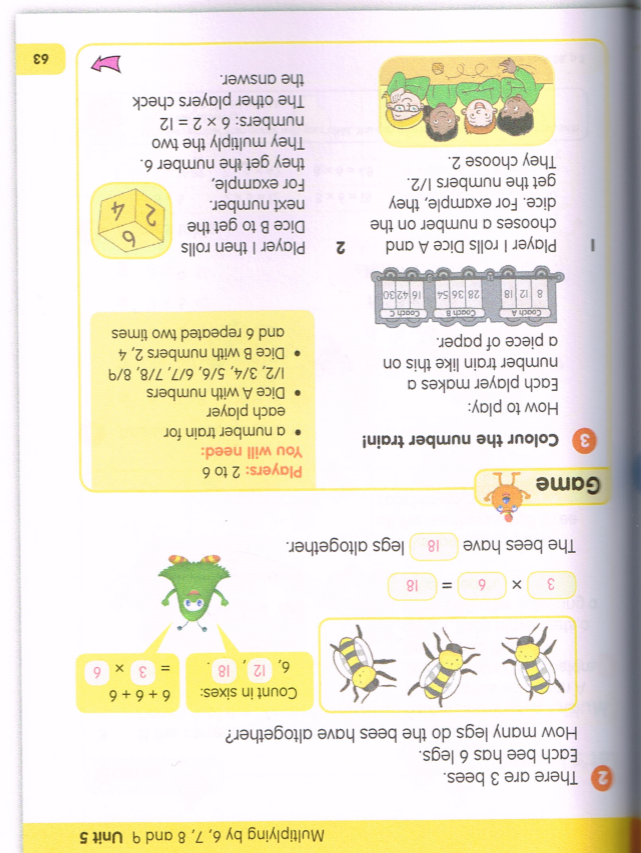 Multiplying by 6, 7, 8 and 9 Unit 5
2 There are 3 bees.
Each bee has 6 legs.
How many legs do the bees have altogether?
Count in sixes:
6, 12, 18.
6 + 6 + 6
= 3 × 6
3 × 6 = 18
The bees have 18 legs altogether.
Game
3 Colour the number train!
How to play:
Each player makes a
number train like this on
a piece of paper.
Coach A Coach B Coach C
8 12 18 28 36 54 16 42 30
Players: 2 to 6
You will need:
• a number train for
each player
• Dice A with numbers
1/2, 3/4, 5/6, 6/7, 7/8, 8/9
• Dice B with numbers 2, 4
and 6 repeated two times
1 Player 1 rolls Dice A and
chooses a number on the
dice. For example, they
get the numbers 1/2.
They choose 2.
2 Player 1 then rolls
Dice B to get the
next number.
For example,
they get the number 6.
They multiply the two
numbers: 6 × 2 = 12
The other players check
the answer.
6
2 4
63